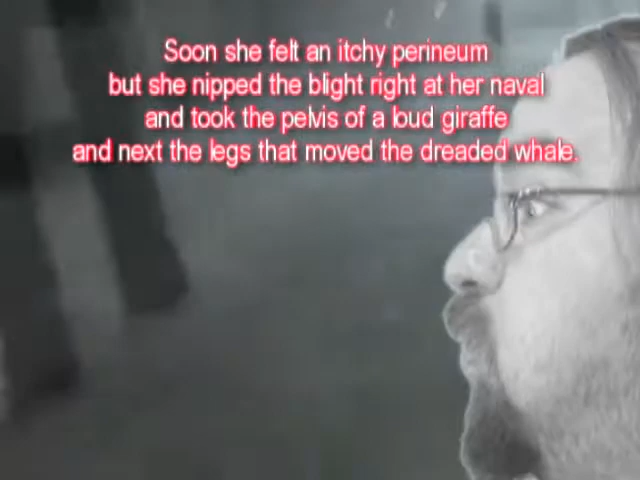 Soon she felt an itchy perineum
but she nipped the blight right at her naval
and took the pelvis of a loud giraffe
and next the legs that moved the dreaded whale.